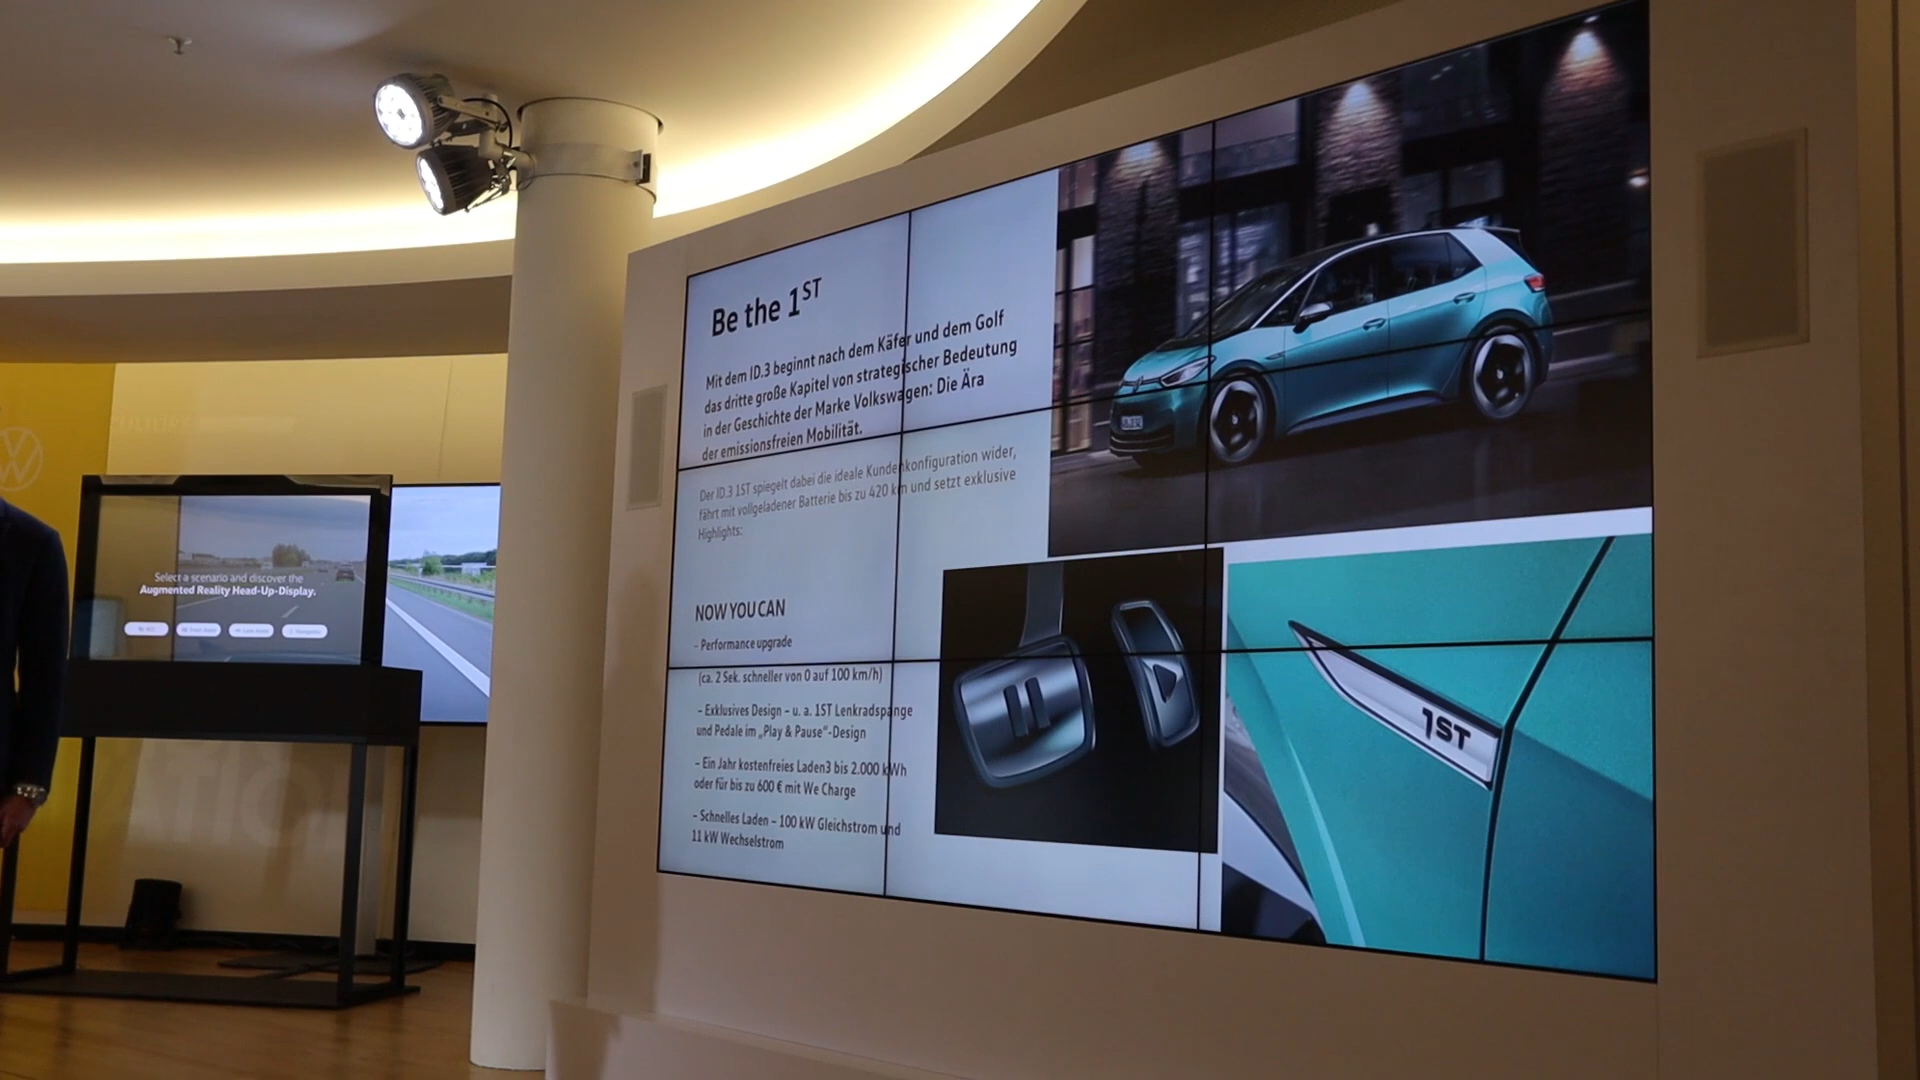 Be the 1ST
Mit dem ID.3 beginnt nach dem Käfer und dem Golf
das dritte große Kapitel von strategischer Bedeutung
in der Geschichte der Marke Volkswagen: Die Ära
der emissionsfreien Mobilität.
Der ID.3 1ST spiegelt dabei die ideale Kundenkonfiguration wider,
fährt mit vollgeladener Batterie bis zu 420 km und setzt exklusive
Highlights:
NOW YOU CAN
- Performance upgrade
(ca. 2 Sek. schneller von 0 auf 100 km/h)
– Exklusives Design – u. a. 1ST Lenkradspange
und Pedale im „Play & Pause“-Design
– Ein Jahr kostenfreies Laden3 bis 2.000 kWh
oder für bis zu 600 € mit We Charge
– Schnelles Laden – 100 kW Gleichstrom und
11 kW Wechselstrom
1ST
Select a scenario and discover the
Augmented Reality Head-Up-Display.